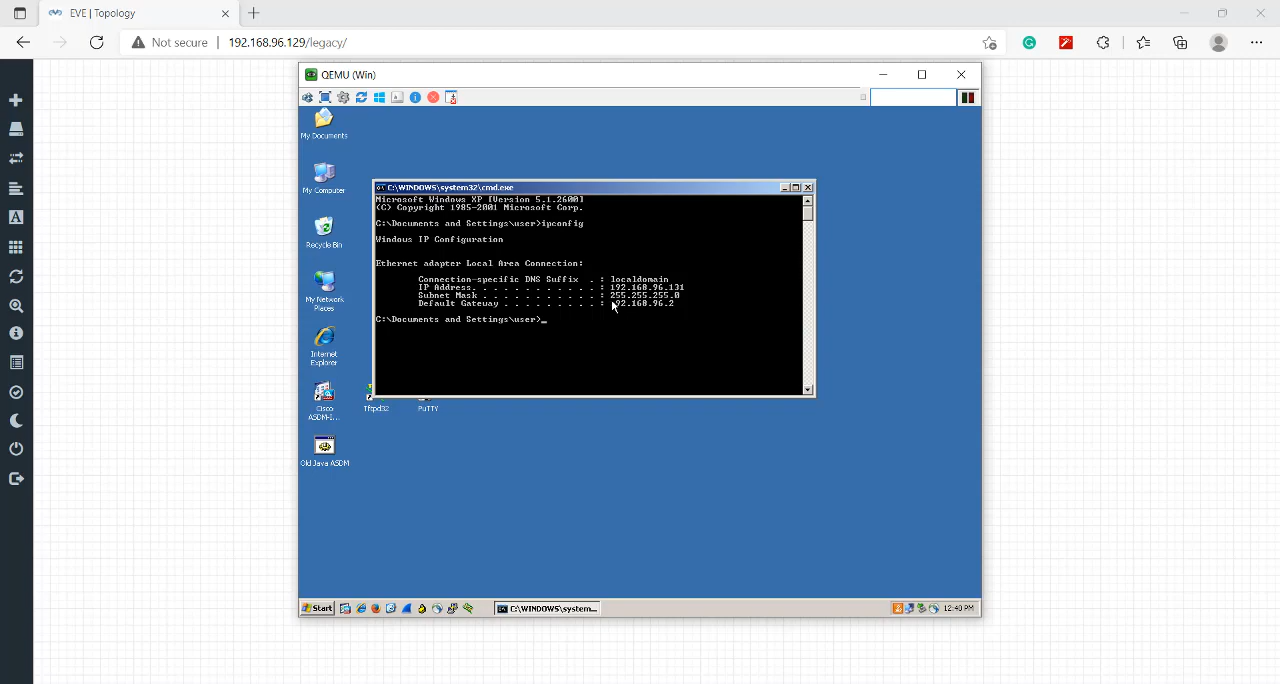 EVE | Topology
Not secure | 192.168.96.129/legacy/
QEMU (Win)
My Documents
My Computer
Recycle Bin
My Network
Places
Internet
Explorer
Cisco
ASDM-I...
Tftpd32
PuTTY
Old Java ASDM
C:\WINDOWS\system32\cmd.exe
Microsoft Windows XP [Version 5.1.2600]
(C) Copyright 1985-2001 Microsoft Corp.
C:\Documents and Settings\user>ipconfig
Windows IP Configuration
Ethernet adapter Local Area Connection:
Connection-specific DNS Suffix . : localdomain
IP Address. . . . . . . . . . . . : 192.168.96.131
Subnet Mask . . . . . . . . . . . : 255.255.255.0
Default Gateway . . . . . . . . . : 192.168.96.2
C:\Documents and Settings\user>_
Start
C:\WINDOWS\system...
12:40 PM